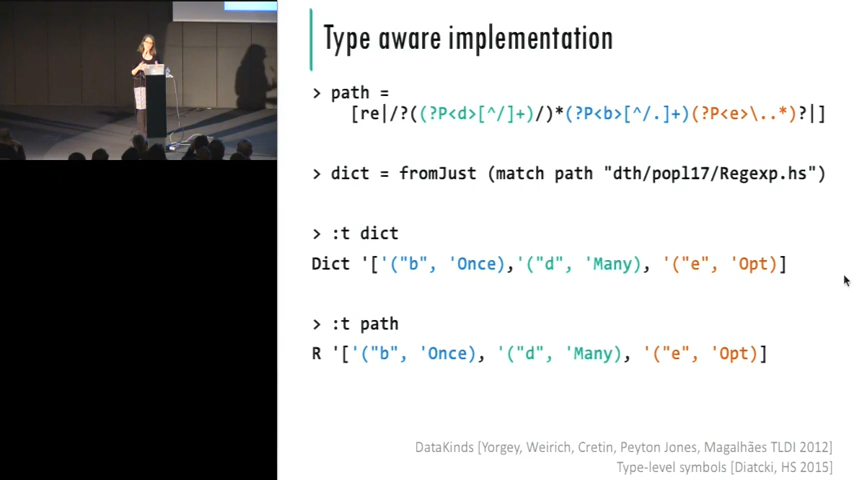 Type aware implementation
> path =
[re|/?((?P<d>[^/]+)/)*(?P<b>[^/.]+)(?P<e>\..*)?|]
> dict = fromJust (match path "dth/popl17/Regexp.hs")
> :t dict
Dict '['("b", 'Once),'("d", 'Many), '("e", 'Opt)]
> :t path
R '['("b", 'Once), '("d", 'Many), '("e", 'Opt)]
DataKinds [Yorgey, Weirich, Cretin, Peyton Jones, Magalhães TLDI 2012]
Type-level symbols [Diatcki, HS 2015]